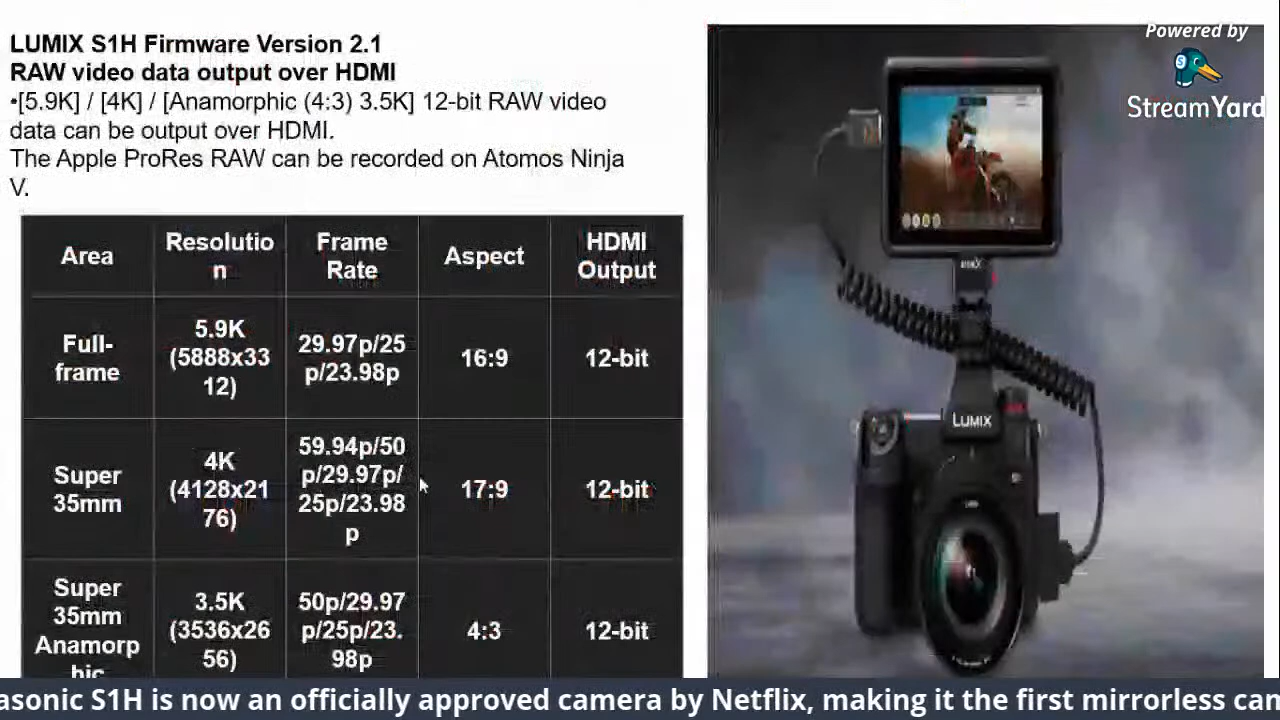 LUMIX S1H Firmware Version 2.1
RAW video data output over HDMI
•[5.9K] / [4K] / [Anamorphic (4:3) 3.5K] 12-bit RAW video
data can be output over HDMI.
The Apple ProRes RAW can be recorded on Atomos Ninja
V.
Area
Resolutio
n
Frame
Rate
Aspect
HDMI
Output
Full-
frame
5.9K
(5888x33
12)
29.97p/25
p/23.98p
16:9
12-bit
Super
35mm
4K
(4128x21
76)
59.94p/50
p/29.97p/
25p/23.98
p
17:9
12-bit
Super
35mm
Anamorp
hic
3.5K
(3536x26
56)
50p/29.97
p/25p/23.
98p
4:3
12-bit
Powered by
StreamYard
LUMIX
asonic S1H is now an officially approved camera by Netflix, making it the first mirrorless can